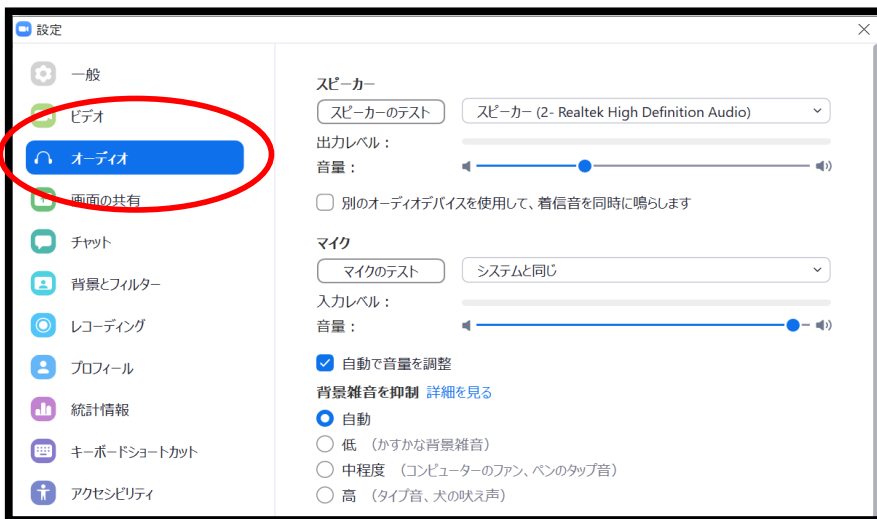 設定
一般
ビデオ
オーディオ
画面の共有
チャット
背景とフィルター
レコーディング
プロフィール
統計情報
キーボードショートカット
アクセシビリティ
スピーカー
スピーカーのテスト スピーカー (2- Realtek High Definition Audio)
出力レベル：
音量：
別のオーディオデバイスを使用して、着信音を同時に鳴らします
マイク
マイクのテスト システムと同じ
入力レベル：
音量：
自動で音量を調整
背景雑音を抑制 詳細を見る
自動
低 （かすかな背景雑音）
中程度 （コンピューターのファン、ペンのタップ音）
高 （タイプ音、犬の吠え声）